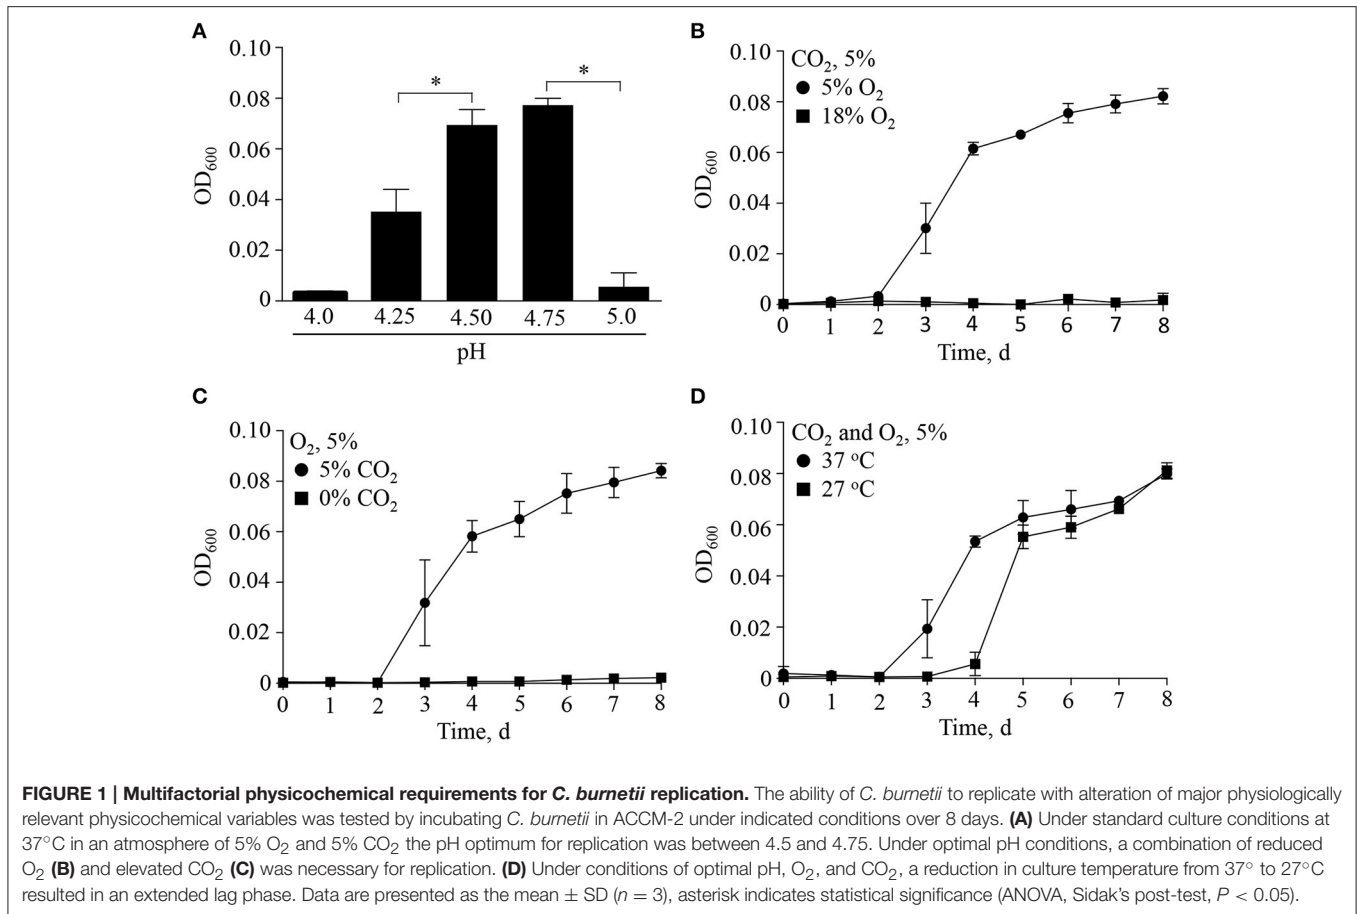 A
0.10
0.08
0.06
0.04
0.02
0
OD600
*
*
4.0 4.25 4.50 4.75 5.0
pH
B
0.10
0.08
0.06
0.04
0.02
0
OD600
CO2, 5%
5% O2
18% O2
0 1 2 3 4 5 6 7 8
Time, d
C
0.10
0.08
0.06
0.04
0.02
0
OD600
O2, 5%
5% CO2
0% CO2
0 1 2 3 4 5 6 7 8
Time, d
D
0.10
0.08
0.06
0.04
0.02
0
OD600
CO2 and O2, 5%
37 °C
27 °C
0 1 2 3 4 5 6 7 8
Time, d
FIGURE 1 | Multifactorial physicochemical requirements for C. burnetii replication. The ability of C. burnetii to replicate with alteration of major physiologically
relevant physicochemical variables was tested by incubating C. burnetii in ACCM-2 under indicated conditions over 8 days. (A) Under standard culture conditions at
37°C in an atmosphere of 5% O2 and 5% CO2 the pH optimum for replication was between 4.5 and 4.75. Under optimal pH conditions, a combination of reduced
O2 (B) and elevated CO2 (C) was necessary for replication. (D) Under conditions of optimal pH, O2, and CO2, a reduction in culture temperature from 37° to 27°C
resulted in an extended lag phase. Data are presented as the mean ± SD (n = 3), asterisk indicates statistical significance (ANOVA, Sidak's post-test, P < 0.05).